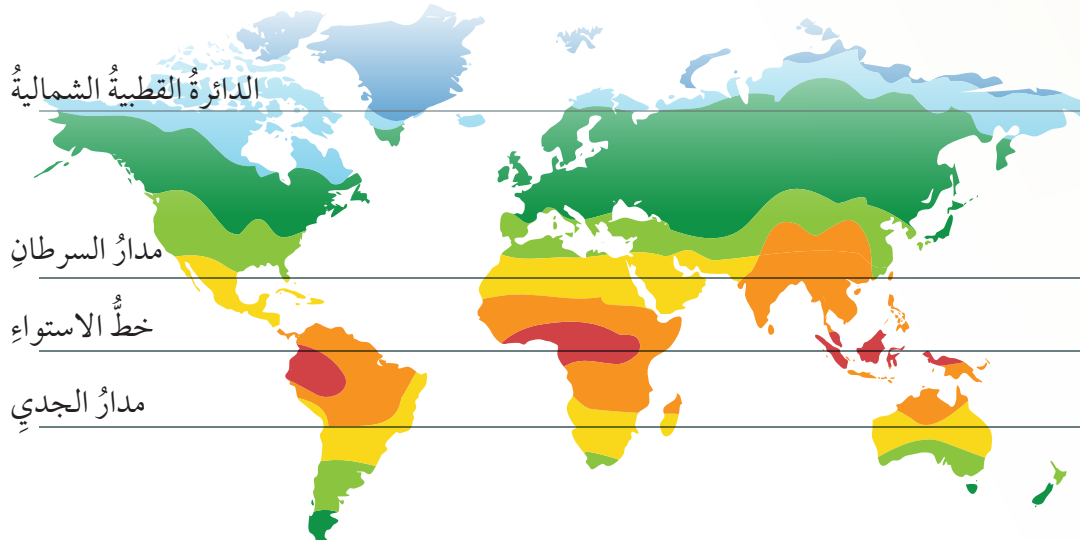 الدائرةُ القطبيةُ الشماليةُ
مدارُ السرطانِ
خطُّ الاستواءِ
مدارُ الجديِ